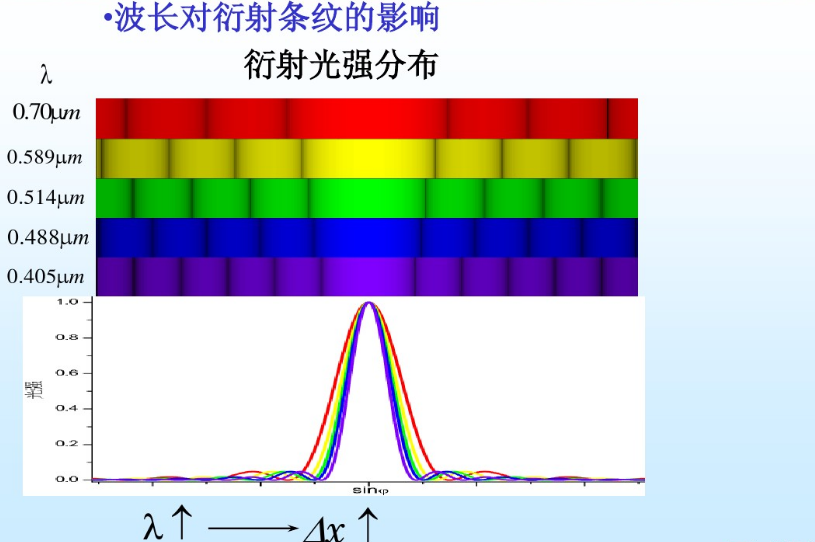 •波长对衍射条纹的影响
衍射光强分布
λ
0.70μm
0.589μm
0.514μm
0.488μm
0.405μm
1.0
0.8
0.6
0.4
0.2
0.0
光强
sinφ
λ↑ → Δx↑